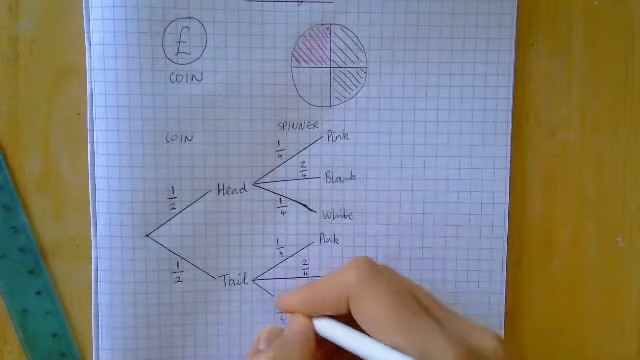 £
COIN
COIN
SPINNER
1/4
Pink
1/2
Head
2/4
Black
1/4
White
1/2
Tail
1/4
Pink
2/4